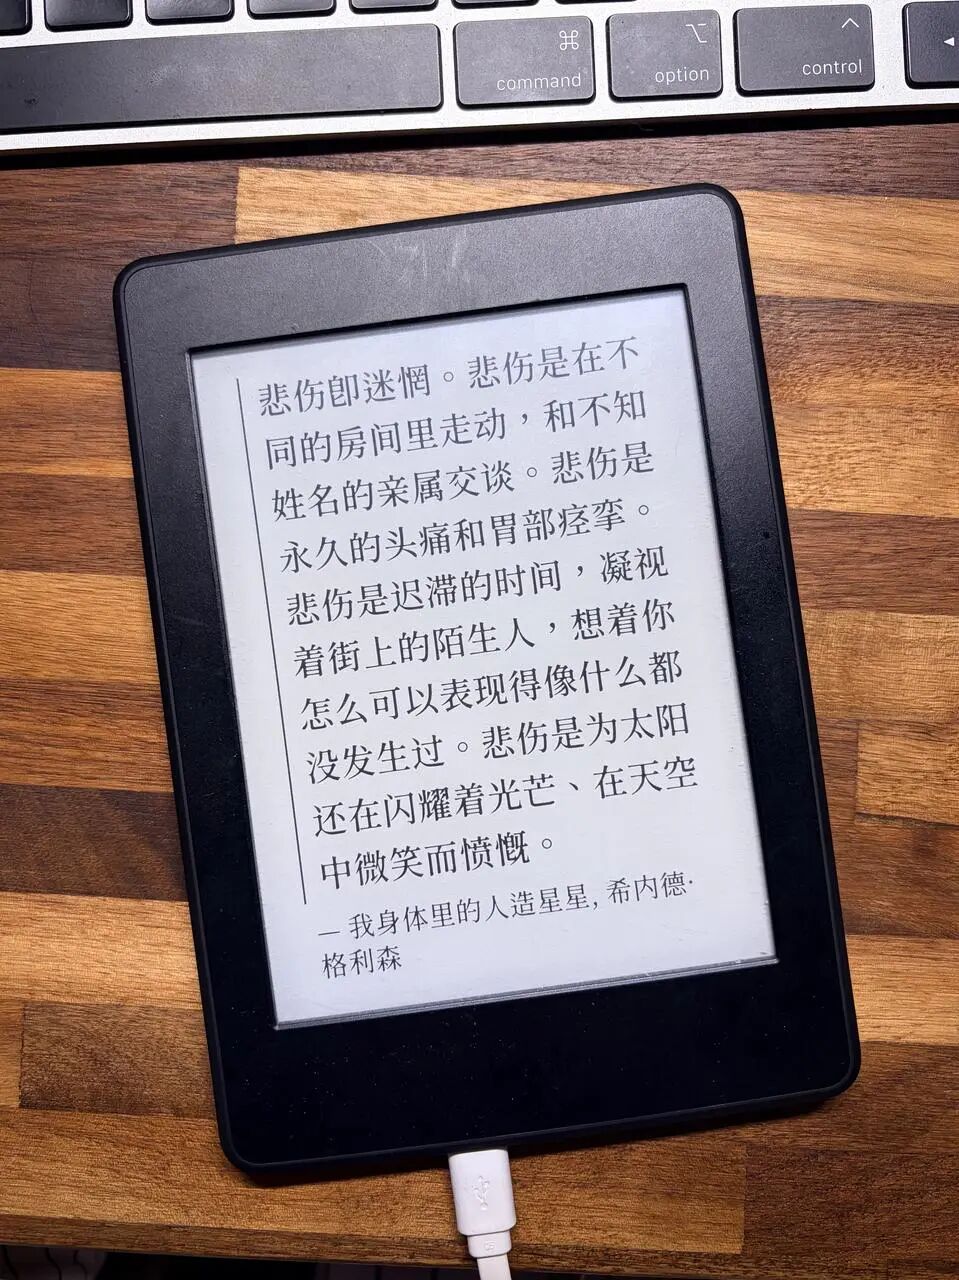 command
option
control
悲伤即迷惘。悲伤是在不
同的房间里走动，和不知
姓名的亲属交谈。悲伤是
永久的头痛和胃部痉挛。
悲伤是迟滞的时间，凝视
着街上的陌生人，想着你
怎么可以表现得像什么都
没发生过。悲伤是为太阳
还在闪耀着光芒、在天空
中微笑而愤慨。
— 我身体里的人造星星, 希内德·
格利森